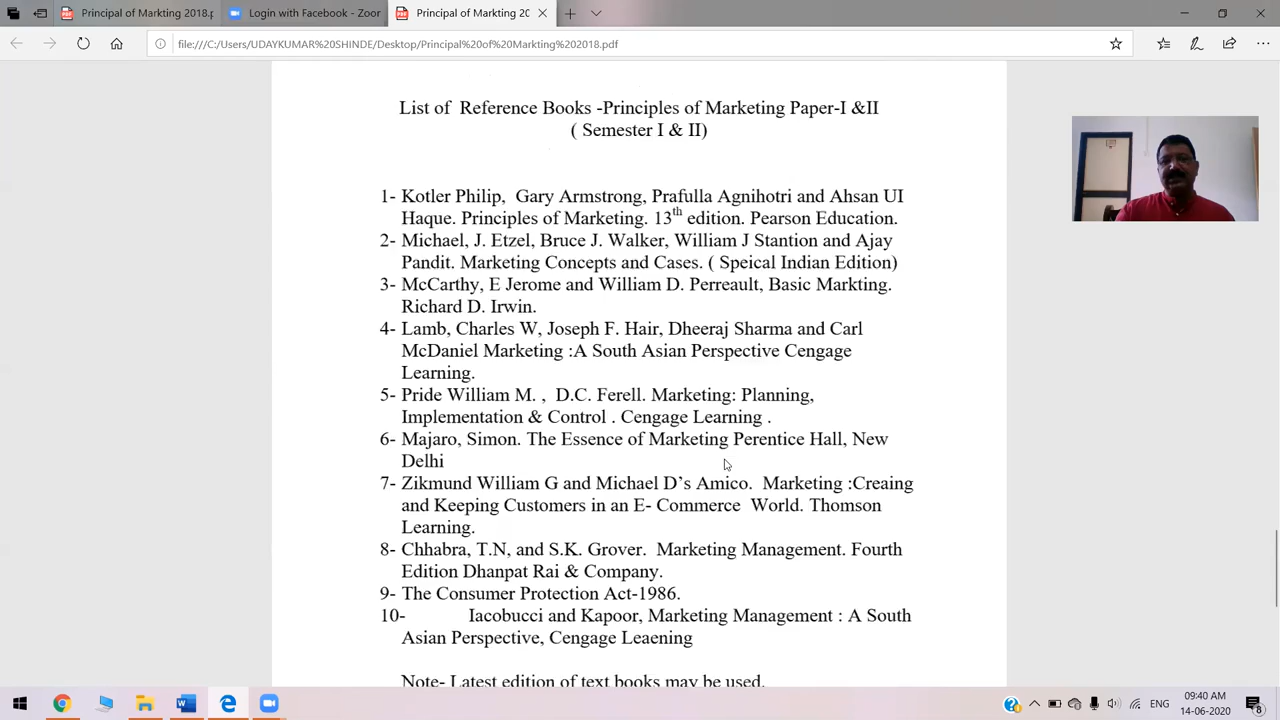 Principal of Markting 2018.p
Login with Facebook - Zoor
Principal of Markting 20
file:///C:/Users/UDAYKUMAR%20SHINDE/Desktop/Principal%20of%20Markting%202018.pdf
List of Reference Books -Principles of Marketing Paper-I &II
( Semester I & II)
1- Kotler Philip, Gary Armstrong, Prafulla Agnihotri and Ahsan UI
Haque. Principles of Marketing. 13th edition. Pearson Education.
2- Michael, J. Etzel, Bruce J. Walker, William J Stantion and Ajay
Pandit. Marketing Concepts and Cases. ( Speical Indian Edition)
3- McCarthy, E Jerome and William D. Perreault, Basic Markting.
Richard D. Irwin.
4- Lamb, Charles W, Joseph F. Hair, Dheeraj Sharma and Carl
McDaniel Marketing :A South Asian Perspective Cengage
Learning.
5- Pride William M. , D.C. Ferell. Marketing: Planning,
Implementation & Control . Cengage Learning .
6- Majaro, Simon. The Essence of Marketing Perentice Hall, New
Delhi
7- Zikmund William G and Michael D's Amico. Marketing :Creaing
and Keeping Customers in an E- Commerce World. Thomson
Learning.
8- Chhabra, T.N, and S.K. Grover. Marketing Management. Fourth
Edition Dhanpat Rai & Company.
9- The Consumer Protection Act-1986.
10- Iacobucci and Kapoor, Marketing Management : A South
Asian Perspective, Cengage Leaening
Note- Latest edition of text books may be used.
ENG
09:40 AM
14-06-2020
8